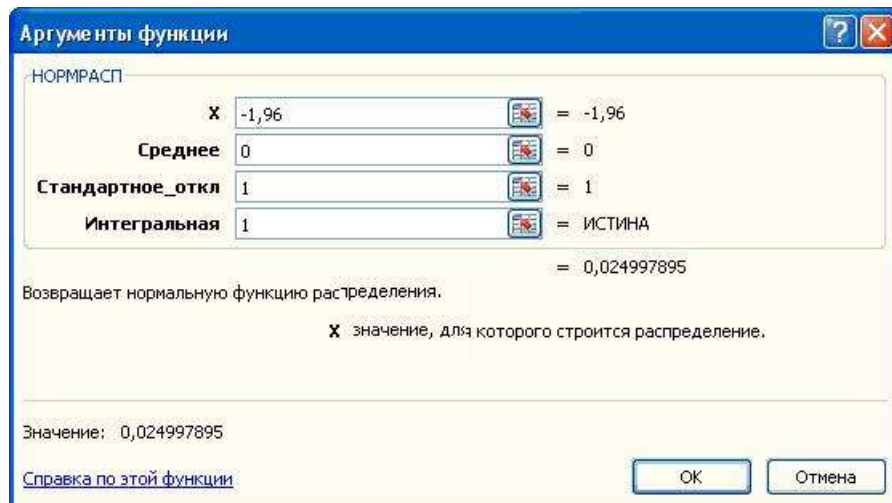 Аргументы функции
НОРМРАСП
X -1,96 = -1,96
Среднее 0 = 0
Стандартное_откл 1 = 1
Интегральная 1 = ИСТИНА
= 0,024997895
Возвращает нормальную функцию распределения.
X значение, для которого строится распределение.
Значение: 0,024997895
Справка по этой функции OK Отмена